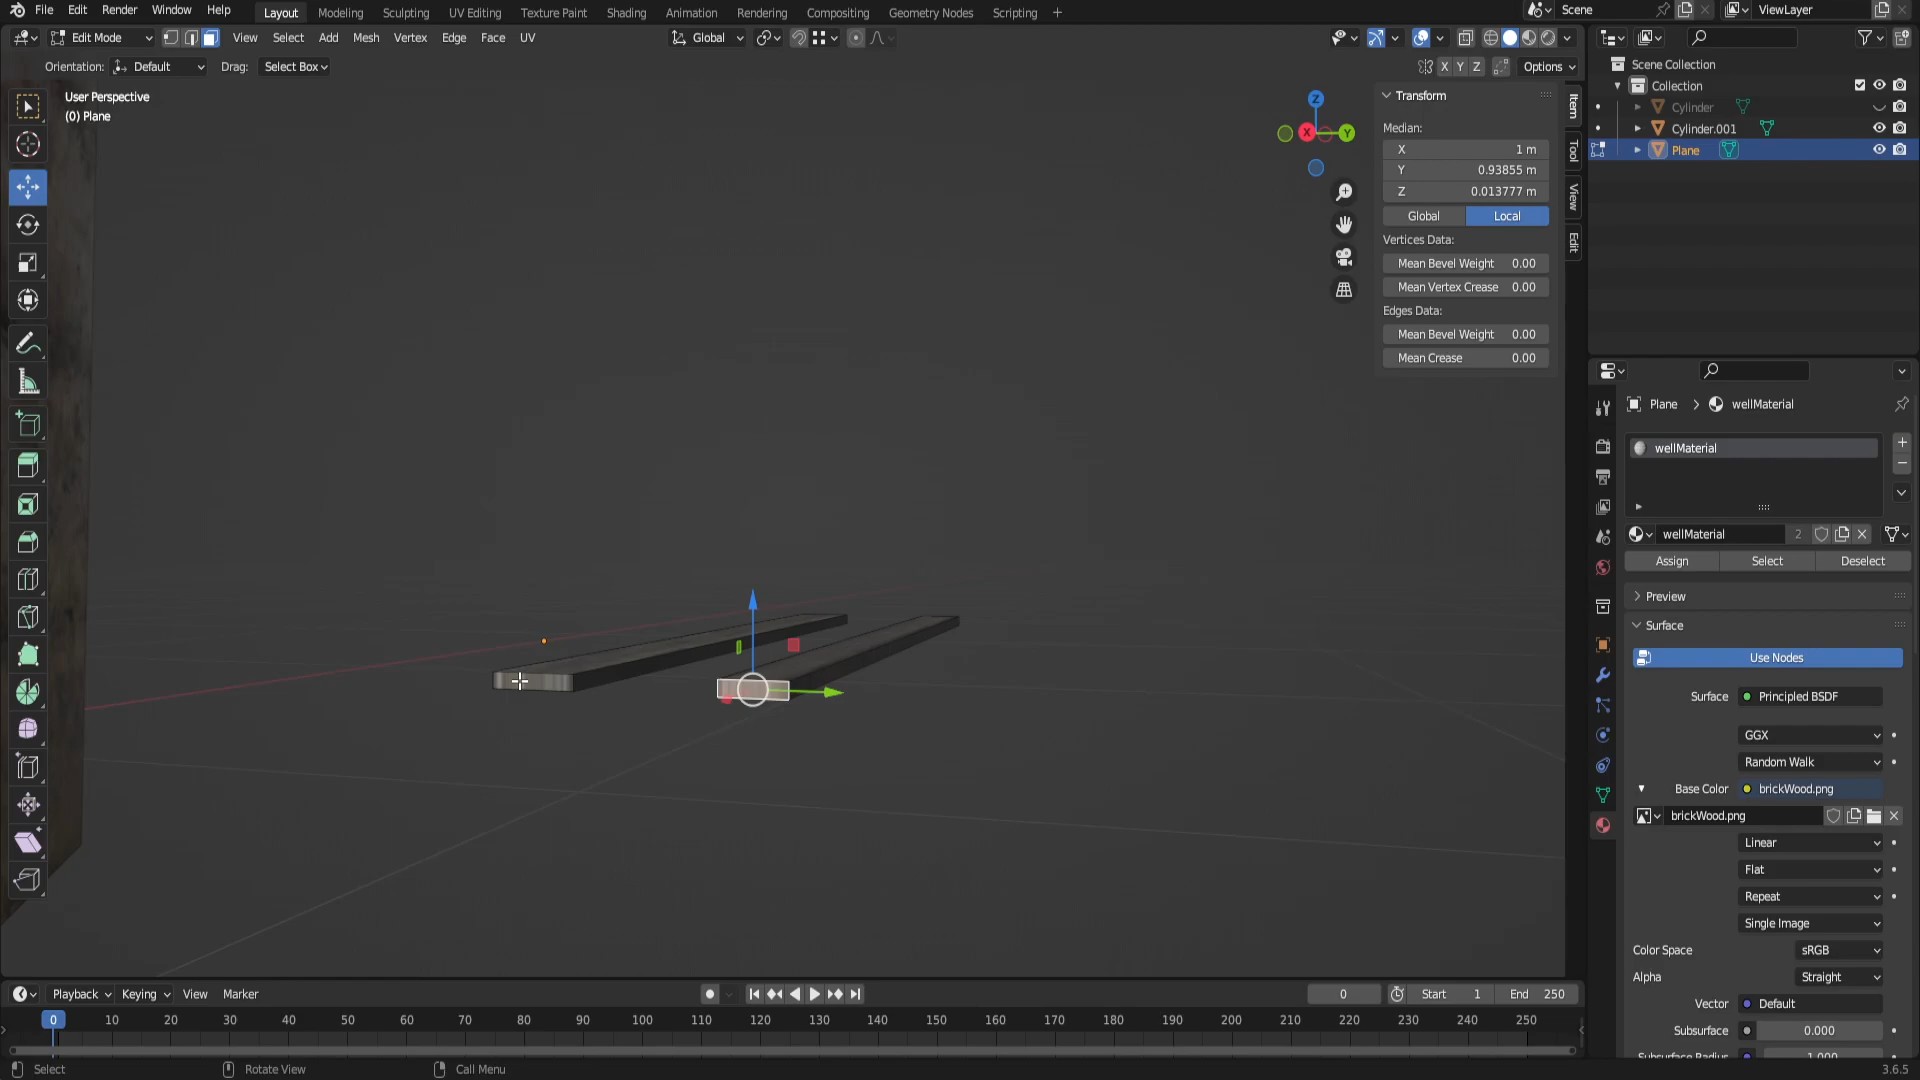 File Edit Render Window Help Layout Modeling Sculpting UV Editing Texture Paint Shading Animation Rendering Compositing Geometry Nodes Scripting + Scene ViewLayer
Edit Mode View Select Add Mesh Vertex Edge Face UV Global
Orientation: Default Drag: Select Box X Y Z Options
User Perspective
(0) Plane
Z
X
Y
Transform
Median:
X 1 m
Y 0.93855 m
Z 0.013777 m
Global Local
Vertices Data:
Mean Bevel Weight 0.00
Mean Vertex Crease 0.00
Edges Data:
Mean Bevel Weight 0.00
Mean Crease 0.00
Item
Tool
View
Edit
Scene Collection
Collection
Cylinder
Cylinder.001
Plane
Plane > wellMaterial
wellMaterial
wellMaterial 2
Assign Select Deselect
Preview
Surface
Use Nodes
Surface Principled BSDF
GGX
Random Walk
Base Color brickWood.png
brickWood.png
Linear
Flat
Repeat
Single Image
Color Space sRGB
Alpha Straight
Vector Default
Subsurface 0.000
Subsurface Radius 1.000
Playback Keying View Marker 0 Start 1 End 250
0 10 20 30 40 50 60 70 80 90 100 110 120 130 140 150 160 170 180 190 200 210 220 230 240 250
Select Rotate View Call Menu 3.6.5